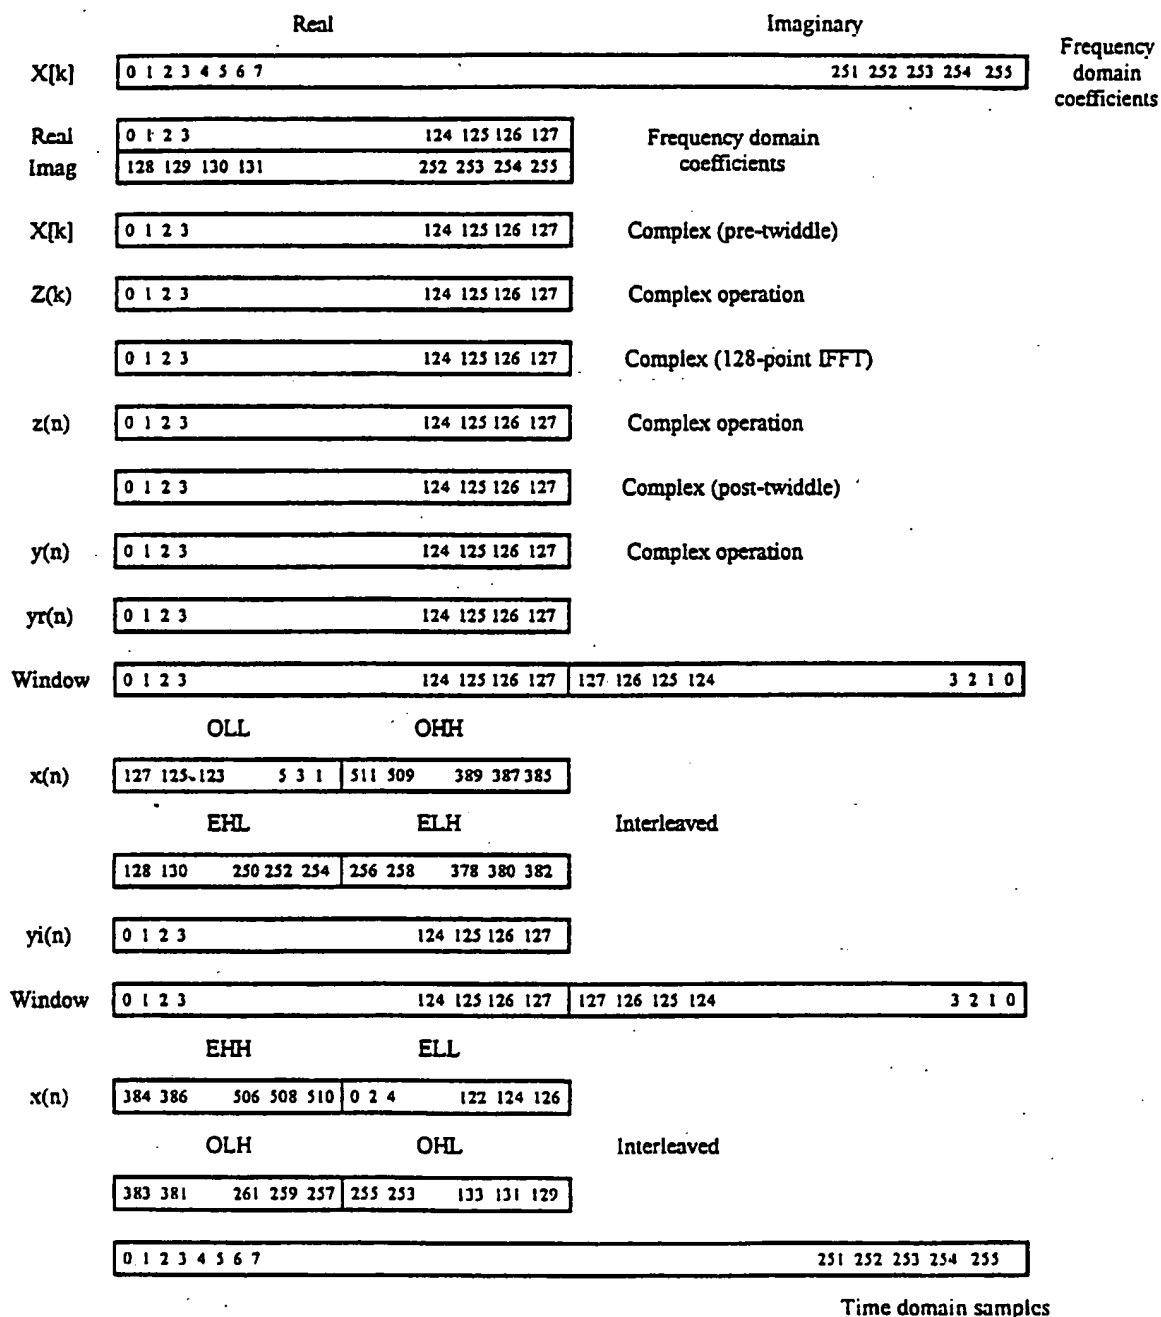 Real Imaginary
X[k] 0 1 2 3 4 5 6 7 251 252 253 254 255 Frequency domain coefficients
Real 0 1 2 3 124 125 126 127 Frequency domain coefficients
Imag 128 129 130 131 252 253 254 255
X[k] 0 1 2 3 124 125 126 127 Complex (pre-twiddle)
Z(k) 0 1 2 3 124 125 126 127 Complex operation
0 1 2 3 124 125 126 127 Complex (128-point IFFT)
z(n) 0 1 2 3 124 125 126 127 Complex operation
0 1 2 3 124 125 126 127 Complex (post-twiddle)
y(n) 0 1 2 3 124 125 126 127 Complex operation
yr(n) 0 1 2 3 124 125 126 127
Window 0 1 2 3 124 125 126 127 127 126 125 124 3 2 1 0
OLL OHH
x(n) 127 125 123 5 3 1 511 509 389 387 385
EHL ELH Interleaved
128 130 250 252 254 256 258 378 380 382
yi(n) 0 1 2 3 124 125 126 127
Window 0 1 2 3 124 125 126 127 127 126 125 124 3 2 1 0
EHH ELL
x(n) 384 386 506 508 510 0 2 4 122 124 126
OLH OHL Interleaved
383 381 261 259 257 255 253 133 131 129
0 1 2 3 4 5 6 7 251 252 253 254 255
Time domain samples